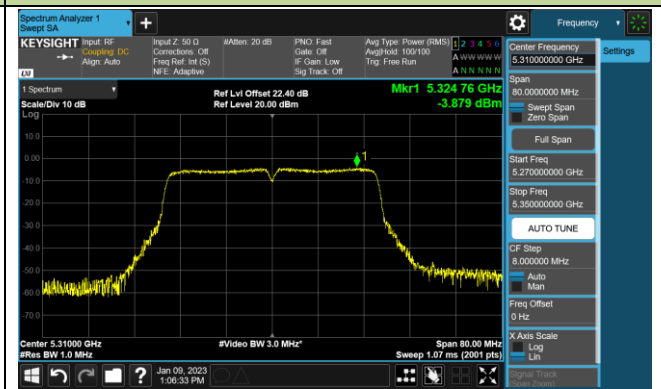 Spectrum Analyzer 1
Swept SA
+
Frequency
KEYSIGHT
Input: RF
Coupling: DC
Align: Auto
Input Z: 50 Ω
Corrections: Off
Freq Ref: Int (S)
NFE: Adaptive
#Atten: 20 dB
PNO: Fast
Gate: Off
IF Gain: Low
Sig Track: Off
Avg Type: Power (RMS)
Avg|Hold: 100/100
Trig: Free Run
1 2 3 4 5 6
A W W W W W
A N N N N N
LXI
1 Spectrum
Scale/Div 10 dB
Log
Ref Lvl Offset 22.40 dB
Ref Level 20.00 dBm
Mkr1 5.324 76 GHz
-3.879 dBm
1
10.0
0.00
-10.0
-20.0
-30.0
-40.0
-50.0
-60.0
-70.0
Center 5.31000 GHz
#Res BW 1.0 MHz
#Video BW 3.0 MHz*
Span 80.00 MHz
Sweep 1.07 ms (2001 pts)
?
Jan 09, 2023
1:06:33 PM
Center Frequency
5.310000000 GHz
Span
80.0000000 MHz
Swept Span
Zero Span
Full Span
Start Freq
5.270000000 GHz
Stop Freq
5.350000000 GHz
AUTO TUNE
CF Step
8.000000 MHz
Auto
Man
Freq Offset
0 Hz
X Axis Scale
Log
Lin
Signal Track
(Span Zoom)
Settings